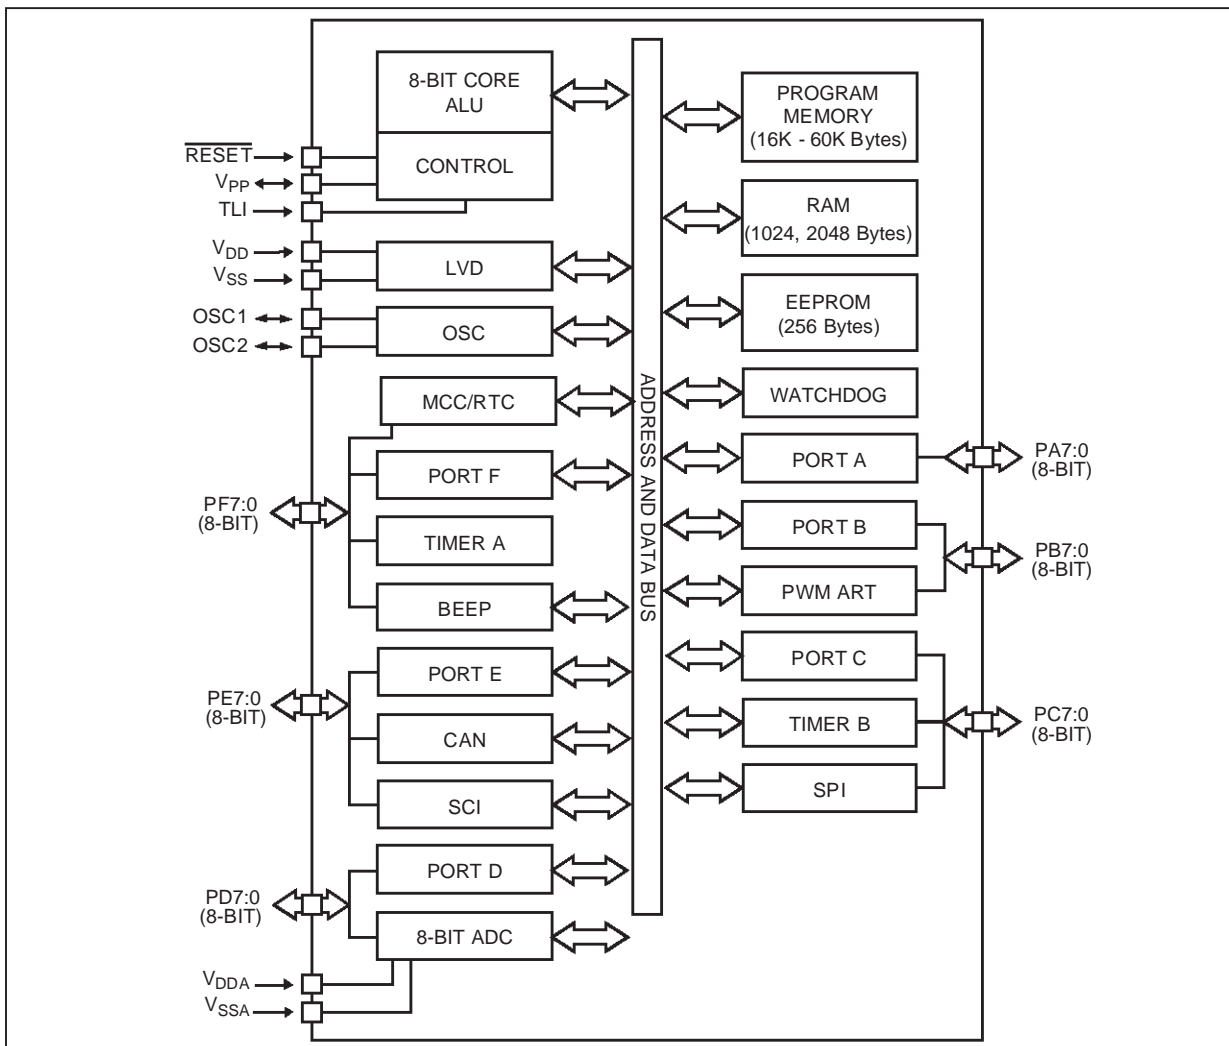 8-BIT CORE
ALU
CONTROL
RESET
VPP
TLI
VDD
VSS
LVD
OSC1
OSC2
OSC
MCC/RTC
PORT F
PF7:0
(8-BIT)
TIMER A
BEEP
PORT E
PE7:0
(8-BIT)
CAN
SCI
PORT D
PD7:0
(8-BIT)
8-BIT ADC
VDDA
VSSA
ADDRESS AND DATA BUS
PROGRAM
MEMORY
(16K - 60K Bytes)
RAM
(1024, 2048 Bytes)
EEPROM
(256 Bytes)
WATCHDOG
PORT A
PA7:0
(8-BIT)
PORT B
PB7:0
(8-BIT)
PWM ART
PORT C
TIMER B
PC7:0
(8-BIT)
SPI